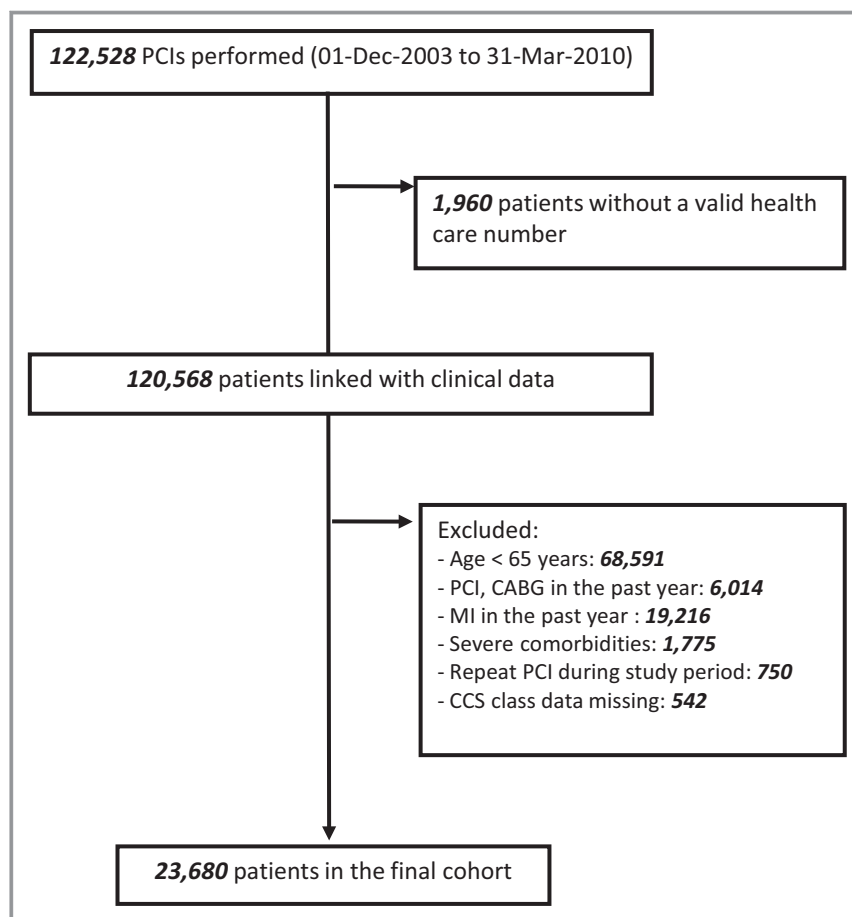 122,528 PCIs performed (01-Dec-2003 to 31-Mar-2010)
1,960 patients without a valid health
care number
120,568 patients linked with clinical data
Excluded:
- Age < 65 years: 68,591
- PCI, CABG in the past year: 6,014
- MI in the past year : 19,216
- Severe comorbidities: 1,775
- Repeat PCI during study period: 750
- CCS class data missing: 542
23,680 patients in the final cohort